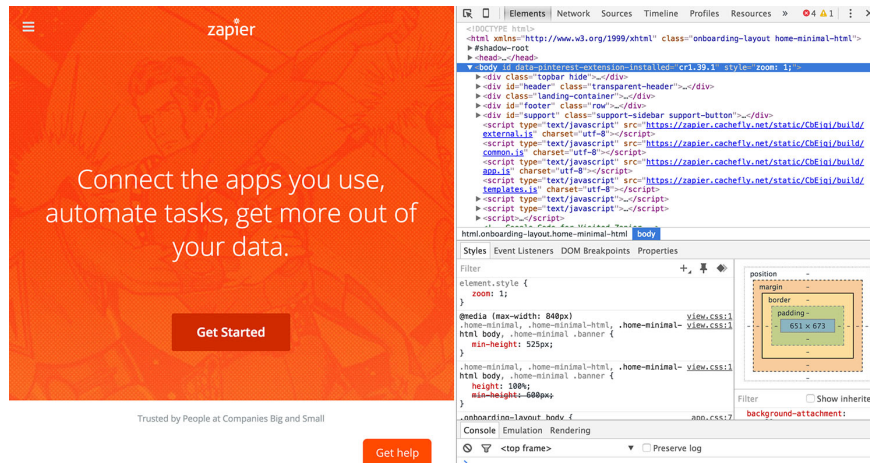 zapier
Connect the apps you use,
automate tasks, get more out of
your data.
Get Started
Trusted by People at Companies Big and Small
Get help
Elements Network Sources Timeline Profiles Resources » 4 1
<!DOCTYPE html>
<html xmlns="http://www.w3.org/1999/xhtml" class="onboarding-layout home-minimal-html">
▶#shadow-root
▶<head>…</head>
▼<body id data-pinterest-extension-installed="cr1.39.1" style="zoom: 1;">
▶<div class="topbar hide">…</div>
▶<div id="header" class="transparent-header">…</div>
▶<div class="landing-container">…</div>
▶<div id="footer" class="row">…</div>
▶<div id="support" class="support-sidebar support-button">…</div>
<script type="text/javascript" src="https://zapier.cachefly.net/static/CbEjqj/build/
external.js" charset="utf-8"></script>
<script type="text/javascript" src="https://zapier.cachefly.net/static/CbEjqj/build/
common.js" charset="utf-8"></script>
<script type="text/javascript" src="https://zapier.cachefly.net/static/CbEjqj/build/
app.js" charset="utf-8"></script>
<script type="text/javascript" src="https://zapier.cachefly.net/static/CbEjqj/build/
templates.js" charset="utf-8"></script>
▶<script type="text/javascript">…</script>
▶<script type="text/javascript">…</script>
▶<script>…</script>
html.onboarding-layout.home-minimal-html body
Styles Event Listeners DOM Breakpoints Properties
Filter
element.style {
zoom: 1;
}
@media (max-width: 840px) view.css:1
.home-minimal, .home-minimal-html, .home-minimal- view.css:1
html body, .home-minimal .banner {
min-height: 525px;
}
.home-minimal, .home-minimal-html, .home-minimal- view.css:1
html body, .home-minimal .banner {
height: 100%;
min-height: 600px;
}
.onboarding-layout body { app.css:7
position -
margin -
border -
padding -
651 × 673
Filter Show inherite
background-attachment:
Console Emulation Rendering
<top frame> ▼ Preserve log